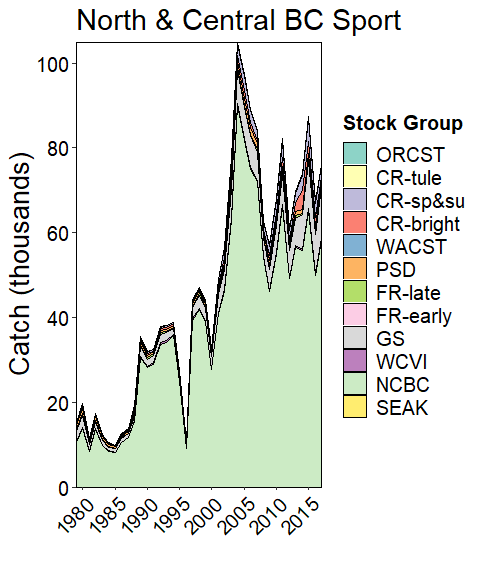 North & Central BC Sport
Catch (thousands)
100
80
60
40
20
0
1980
1985
1990
1995
2000
2005
2010
2015
Stock Group
ORCST
CR-tule
CR-sp&su
CR-bright
WACST
PSD
FR-late
FR-early
GS
WCVI
NCBC
SEAK